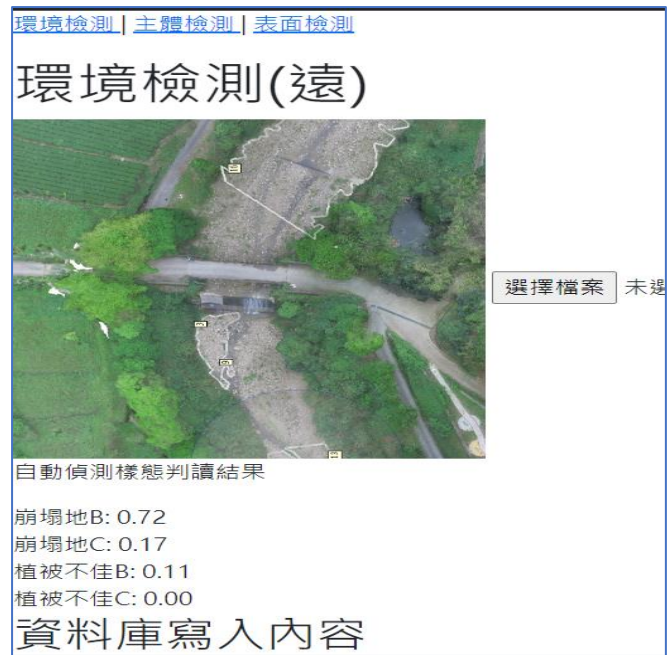 環境檢測 | 主體檢測 | 表面檢測
環境檢測(遠)
選擇檔案 未選
自動偵測樣態判讀結果
崩塌地B: 0.72
崩塌地C: 0.17
植被不佳B: 0.11
植被不佳C: 0.00
資料庫寫入內容